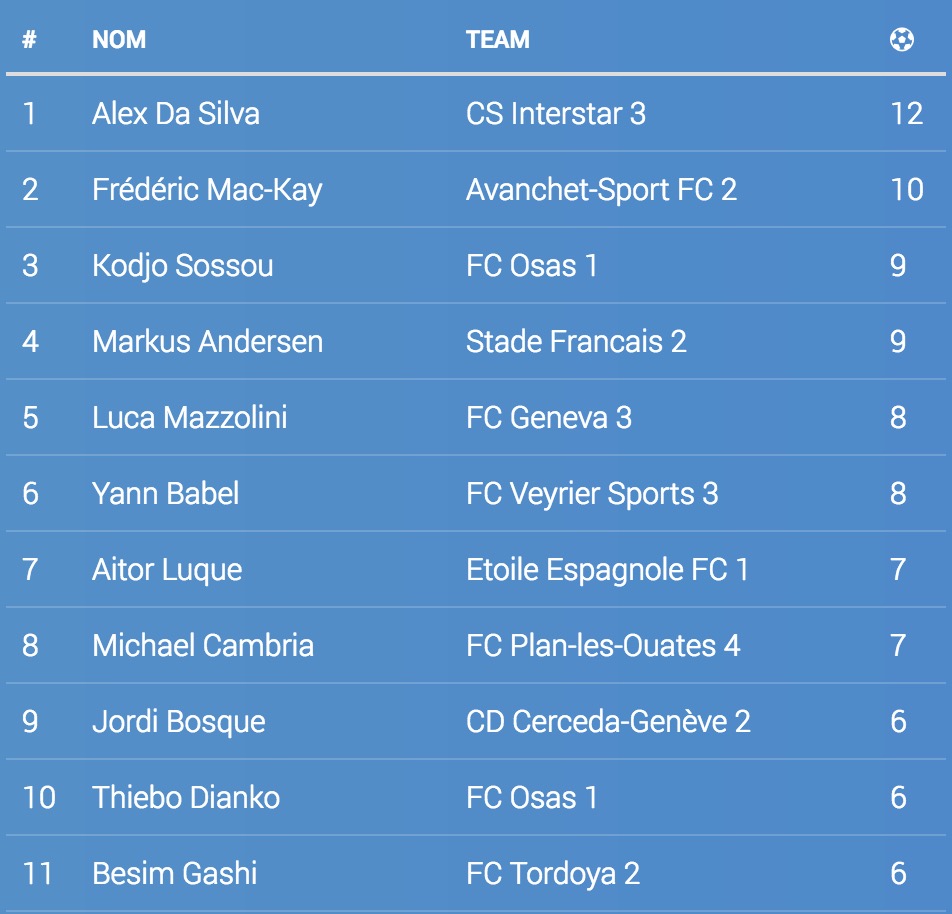 # NOM TEAM
1 Alex Da Silva CS Interstar 3 12
2 Frédéric Mac-Kay Avanchet-Sport FC 2 10
3 Kodjo Sossou FC Osas 1 9
4 Markus Andersen Stade Francais 2 9
5 Luca Mazzolini FC Geneva 3 8
6 Yann Babel FC Veyrier Sports 3 8
7 Aitor Luque Etoile Espagnole FC 1 7
8 Michael Cambria FC Plan-les-Ouates 4 7
9 Jordi Bosque CD Cerceda-Genève 2 6
10 Thiebo Dianko FC Osas 1 6
11 Besim Gashi FC Tordoya 2 6